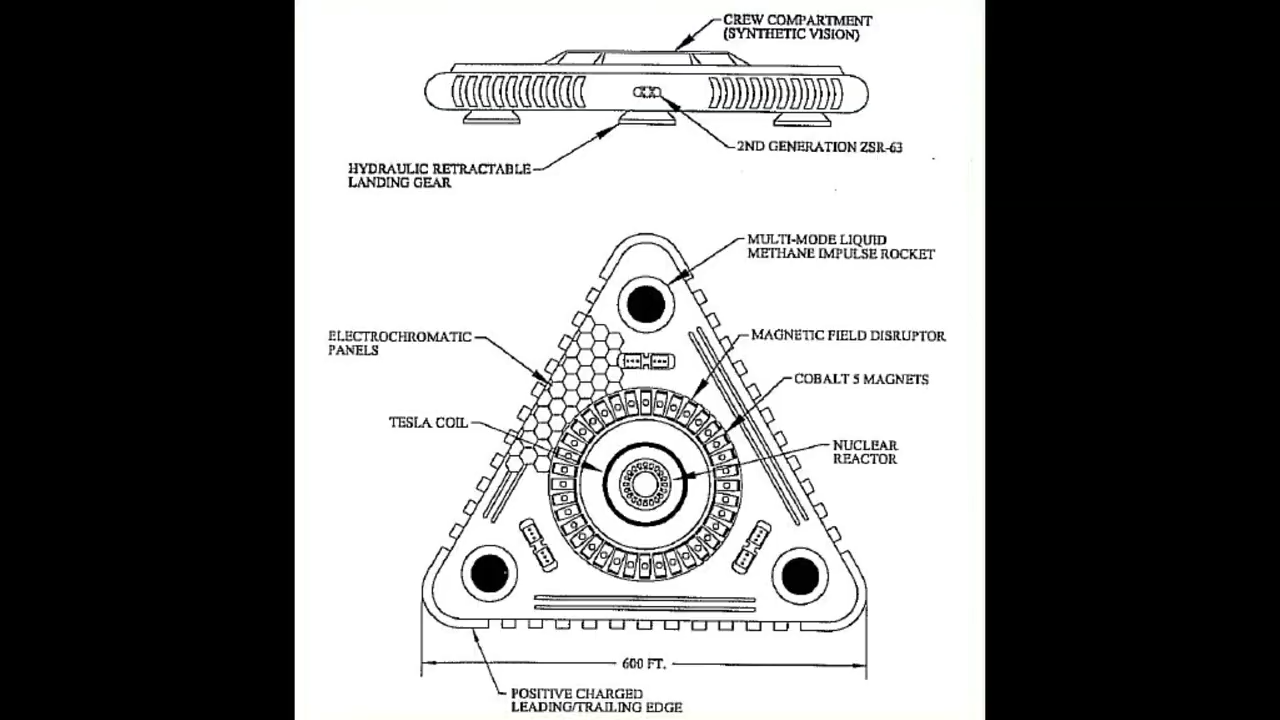 CREW COMPARTMENT
(SYNTHETIC VISION)
2ND GENERATION ZSR-63
HYDRAULIC RETRACTABLE
LANDING GEAR
MULTI-MODE LIQUID
METHANE IMPULSE ROCKET
ELECTROCHROMATIC
PANELS
MAGNETIC FIELD DISRUPTOR
COBALT 5 MAGNETS
TESLA COIL
NUCLEAR
REACTOR
600 FT.
POSITIVE CHARGED
LEADING/TRAILING EDGE